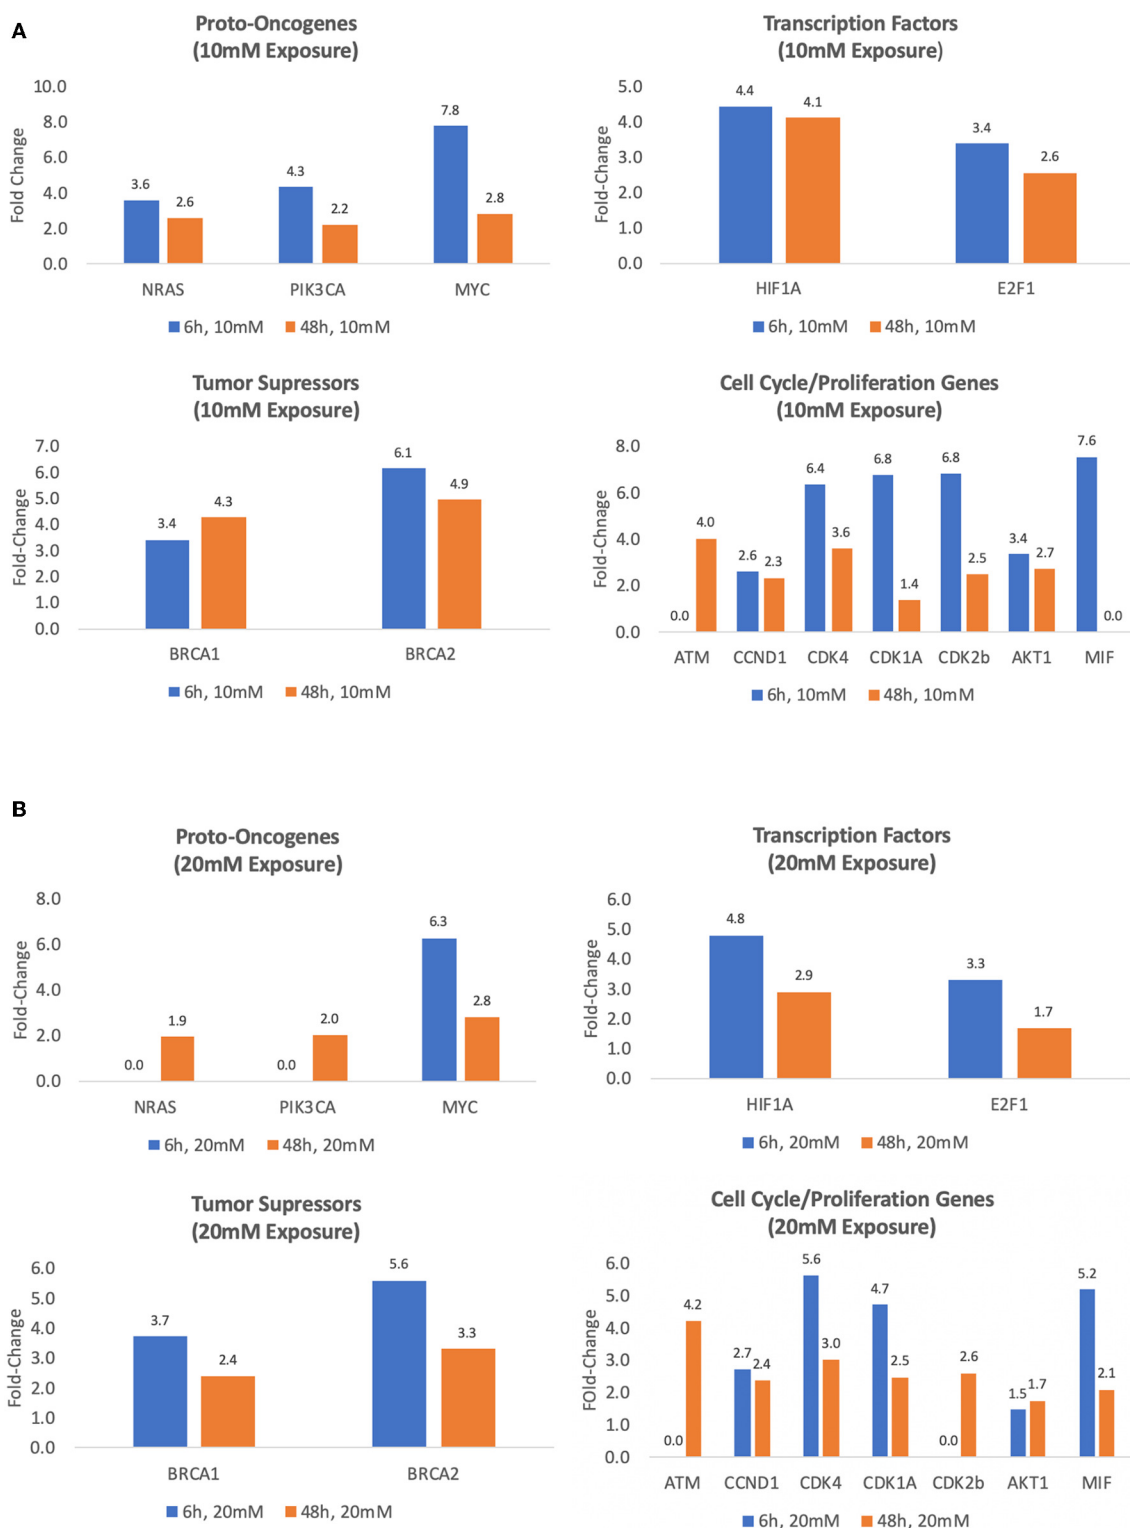 A
Proto-Oncogenes
(10mM Exposure)
Fold Change
10.0
8.0
6.0
4.0
2.0
0.0
3.6
2.6
4.3
2.2
7.8
2.8
NRAS
PIK3CA
MYC
6h, 10mM
48h, 10mM
Transcription Factors
(10mM Exposure)
Fold-Change
5.0
4.0
3.0
2.0
1.0
0.0
4.4
4.1
3.4
2.6
HIF1A
E2F1
6h, 10mM
48h, 10mM
Tumor Supressors
(10mM Exposure)
Fold-Change
7.0
6.0
5.0
4.0
3.0
2.0
1.0
0.0
3.4
4.3
6.1
4.9
BRCA1
BRCA2
6h, 10mM
48h, 10mM
Cell Cycle/Proliferation Genes
(10mM Exposure)
Fold-Chnage
8.0
6.0
4.0
2.0
0.0
0.0
4.0
2.6
2.3
6.4
3.6
6.8
1.4
6.8
2.5
3.4
2.7
7.6
0.0
ATM
CCND1
CDK4
CDK1A
CDK2b
AKT1
MIF
6h, 10mM
48h, 10mM
B
Proto-Oncogenes
(20mM Exposure)
Fold-Change
8.0
6.0
4.0
2.0
0.0
0.0
1.9
0.0
2.0
6.3
2.8
NRAS
PIK3CA
MYC
6h, 20mM
48h, 20mM
Transcription Factors
(20mM Exposure)
Fold-Change
6.0
5.0
4.0
3.0
2.0
1.0
0.0
4.8
2.9
3.3
1.7
HIF1A
E2F1
6h, 20mM
48h, 20mM
Tumor Supressors
(20mM Exposure)
Fold-Change
6.0
5.0
4.0
3.0
2.0
1.0
0.0
3.7
2.4
5.6
3.3
BRCA1
BRCA2
6h, 20mM
48h, 20mM
Cell Cycle/Proliferation Genes
(20mM Exposure)
FOld-Change
6.0
5.0
4.0
3.0
2.0
1.0
0.0
0.0
4.2
2.7
2.4
5.6
3.0
4.7
2.5
0.0
2.6
1.5
1.7
5.2
2.1
ATM
CCND1
CDK4
CDK1A
CDK2b
AKT1
MIF
6h, 20mM
48h, 20mM